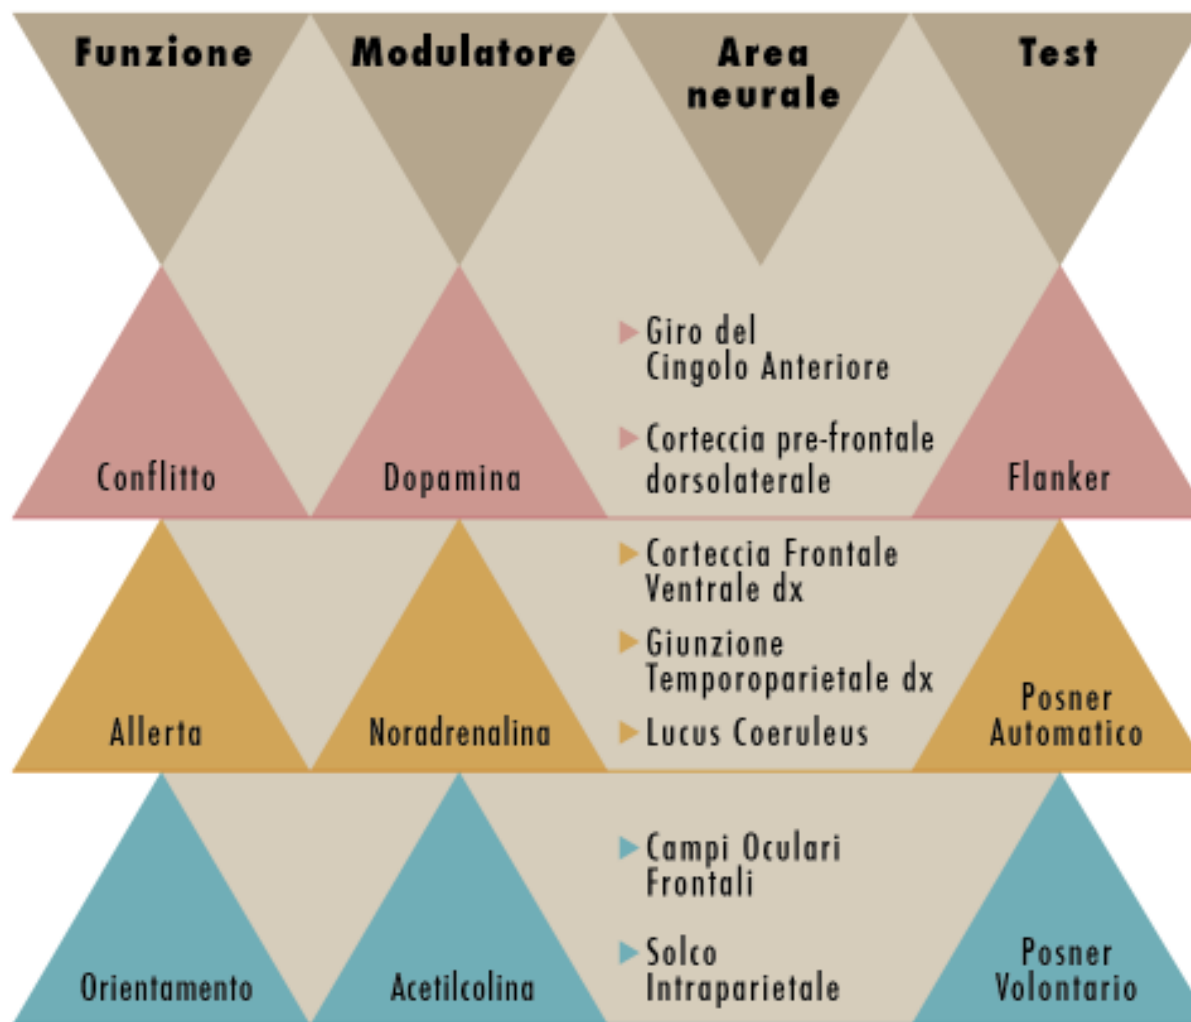 Funzione
Modulatore
Area
neurale
Test
Conflitto
Dopamina
Giro del
Cingolo Anteriore
Corteccia pre-frontale
dorsolaterale
Flanker
Allerta
Noradrenalina
Corteccia Frontale
Ventrale dx
Giunzione
Temporoparietale dx
Lucus Coeruleus
Posner
Automatico
Orientamento
Acetilcolina
Campi Oculari
Frontali
Solco
Intraparietale
Posner
Volontario